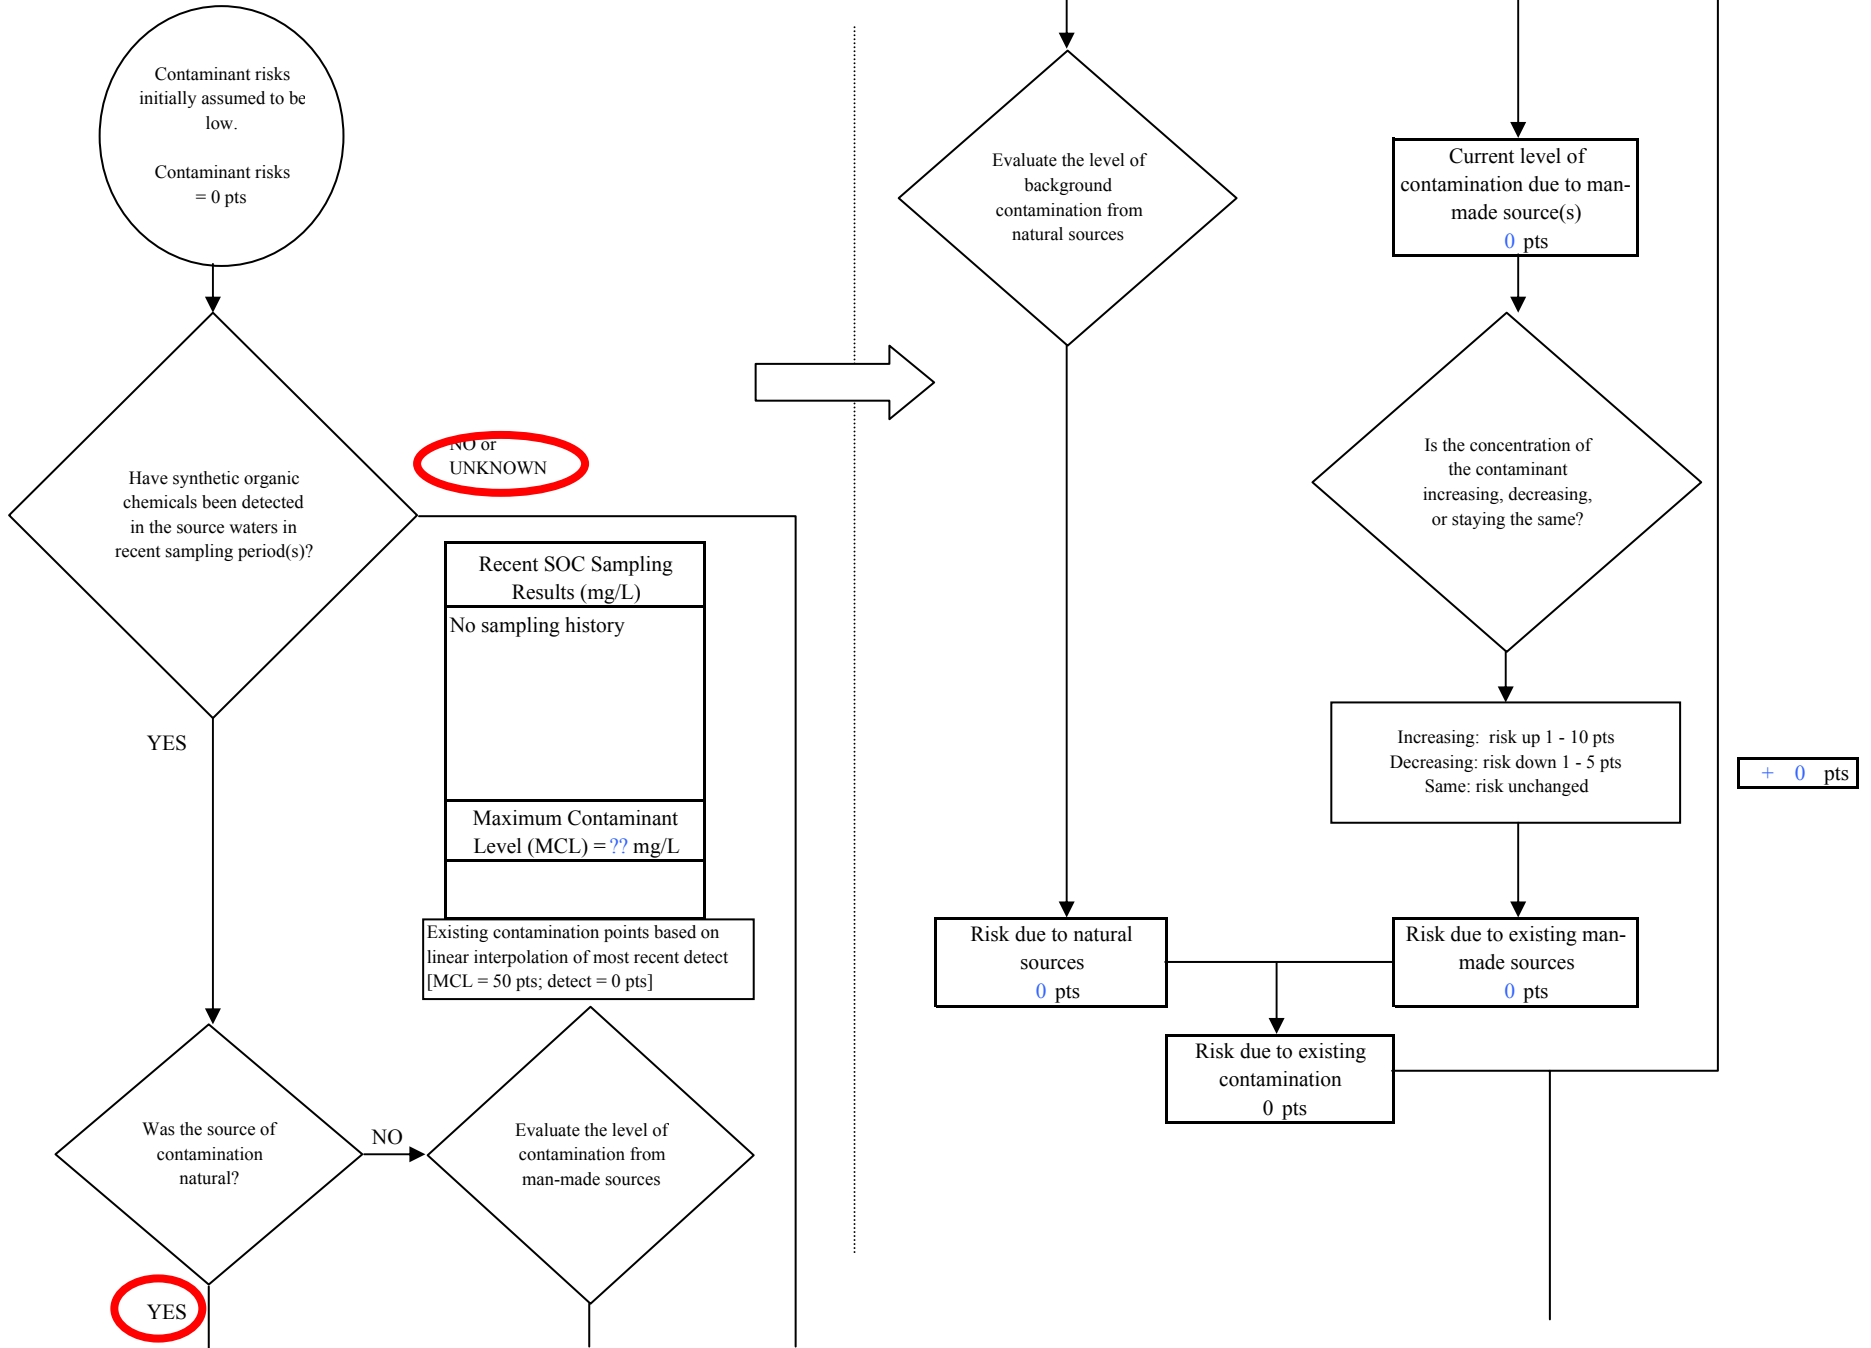 Contaminant risks
initially assumed to be
low.
Contaminant risks
= 0 pts
Have synthetic organic
chemicals been detected
in the source waters in
recent sampling period(s)?
NO or
UNKNOWN
YES
Recent SOC Sampling
Results (mg/L)
No sampling history
Maximum Contaminant
Level (MCL) = ?? mg/L
Existing contamination points based on
linear interpolation of most recent detect
[MCL = 50 pts; detect = 0 pts]
Was the source of
contamination
natural?
NO
Evaluate the level of
contamination from
man-made sources
YES
Evaluate the level of
background
contamination from
natural sources
Current level of
contamination due to man-
made source(s)
0 pts
Is the concentration of
the contaminant
increasing, decreasing,
or staying the same?
Increasing: risk up 1 - 10 pts
Decreasing: risk down 1 - 5 pts
Same: risk unchanged
+ 0 pts
Risk due to natural
sources
0 pts
Risk due to existing man-
made sources
0 pts
Risk due to existing
contamination
0 pts